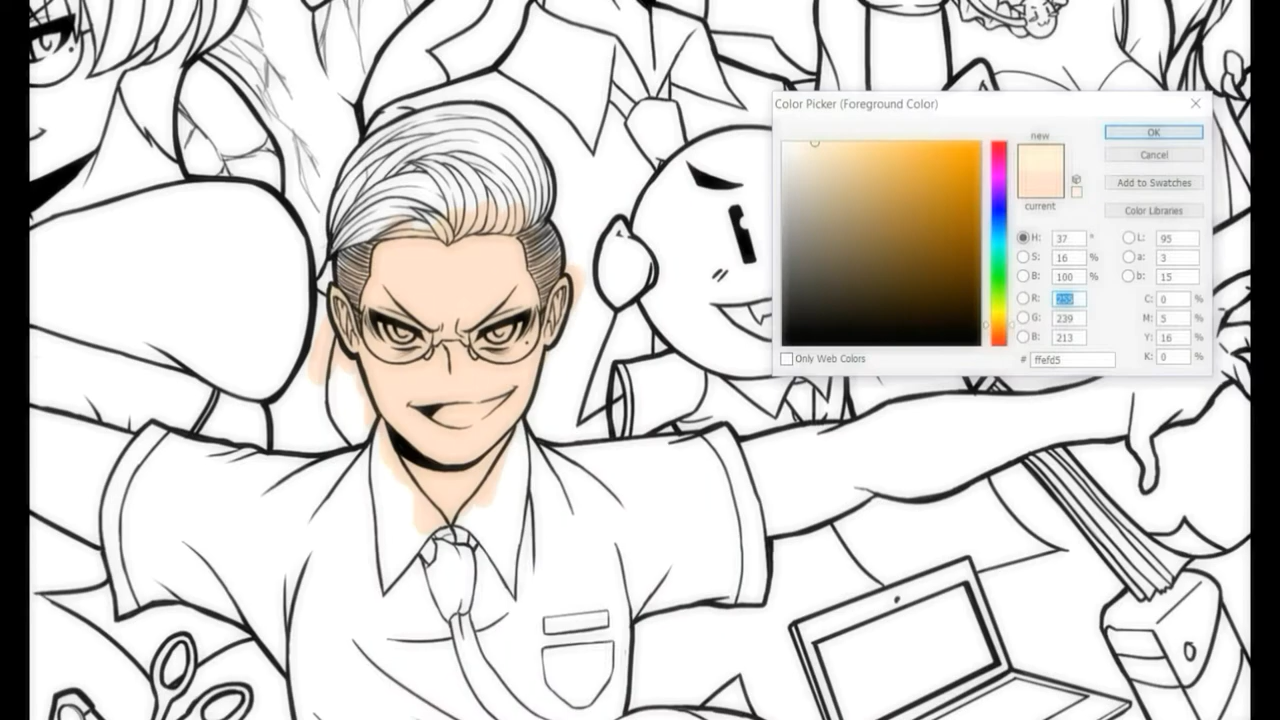 Color Picker (Foreground Color)
new
current
OK
Cancel
Add to Swatches
Color Libraries
H: 37 °
S: 16 %
B: 100 %
R: 255
G: 239
B: 213
L: 95
a: 3
b: 15
C: 0 %
M: 5 %
Y: 16 %
K: 0 %
Only Web Colors
# ffefd5